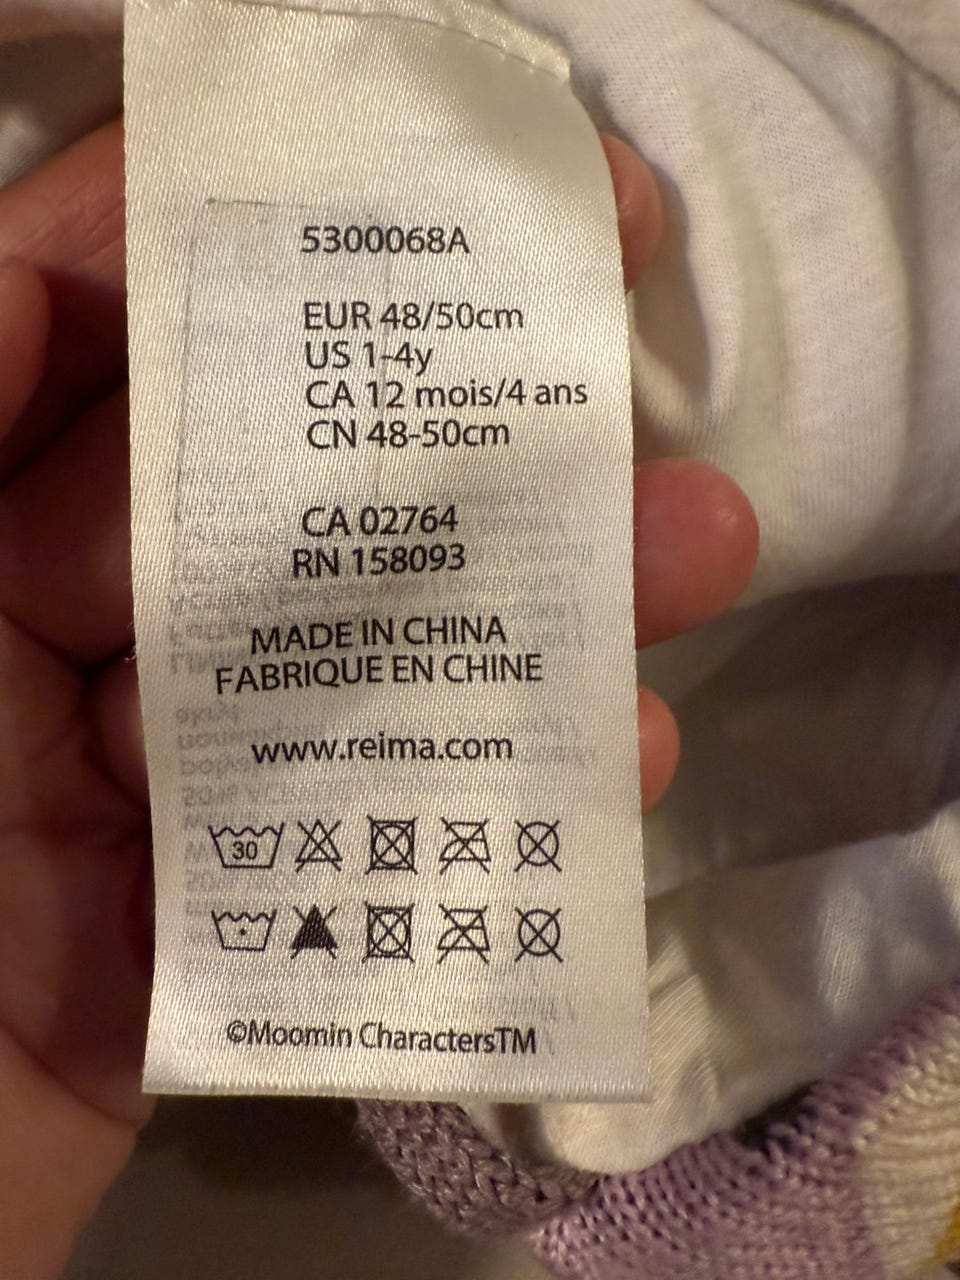 5300068A
EUR 48/50cm
US 1-4y
CA 12 mois/4 ans
CN 48-50cm
CA 02764
RN 158093
MADE IN CHINA
FABRIQUE EN CHINE
www.reima.com
30
©Moomin CharactersTM